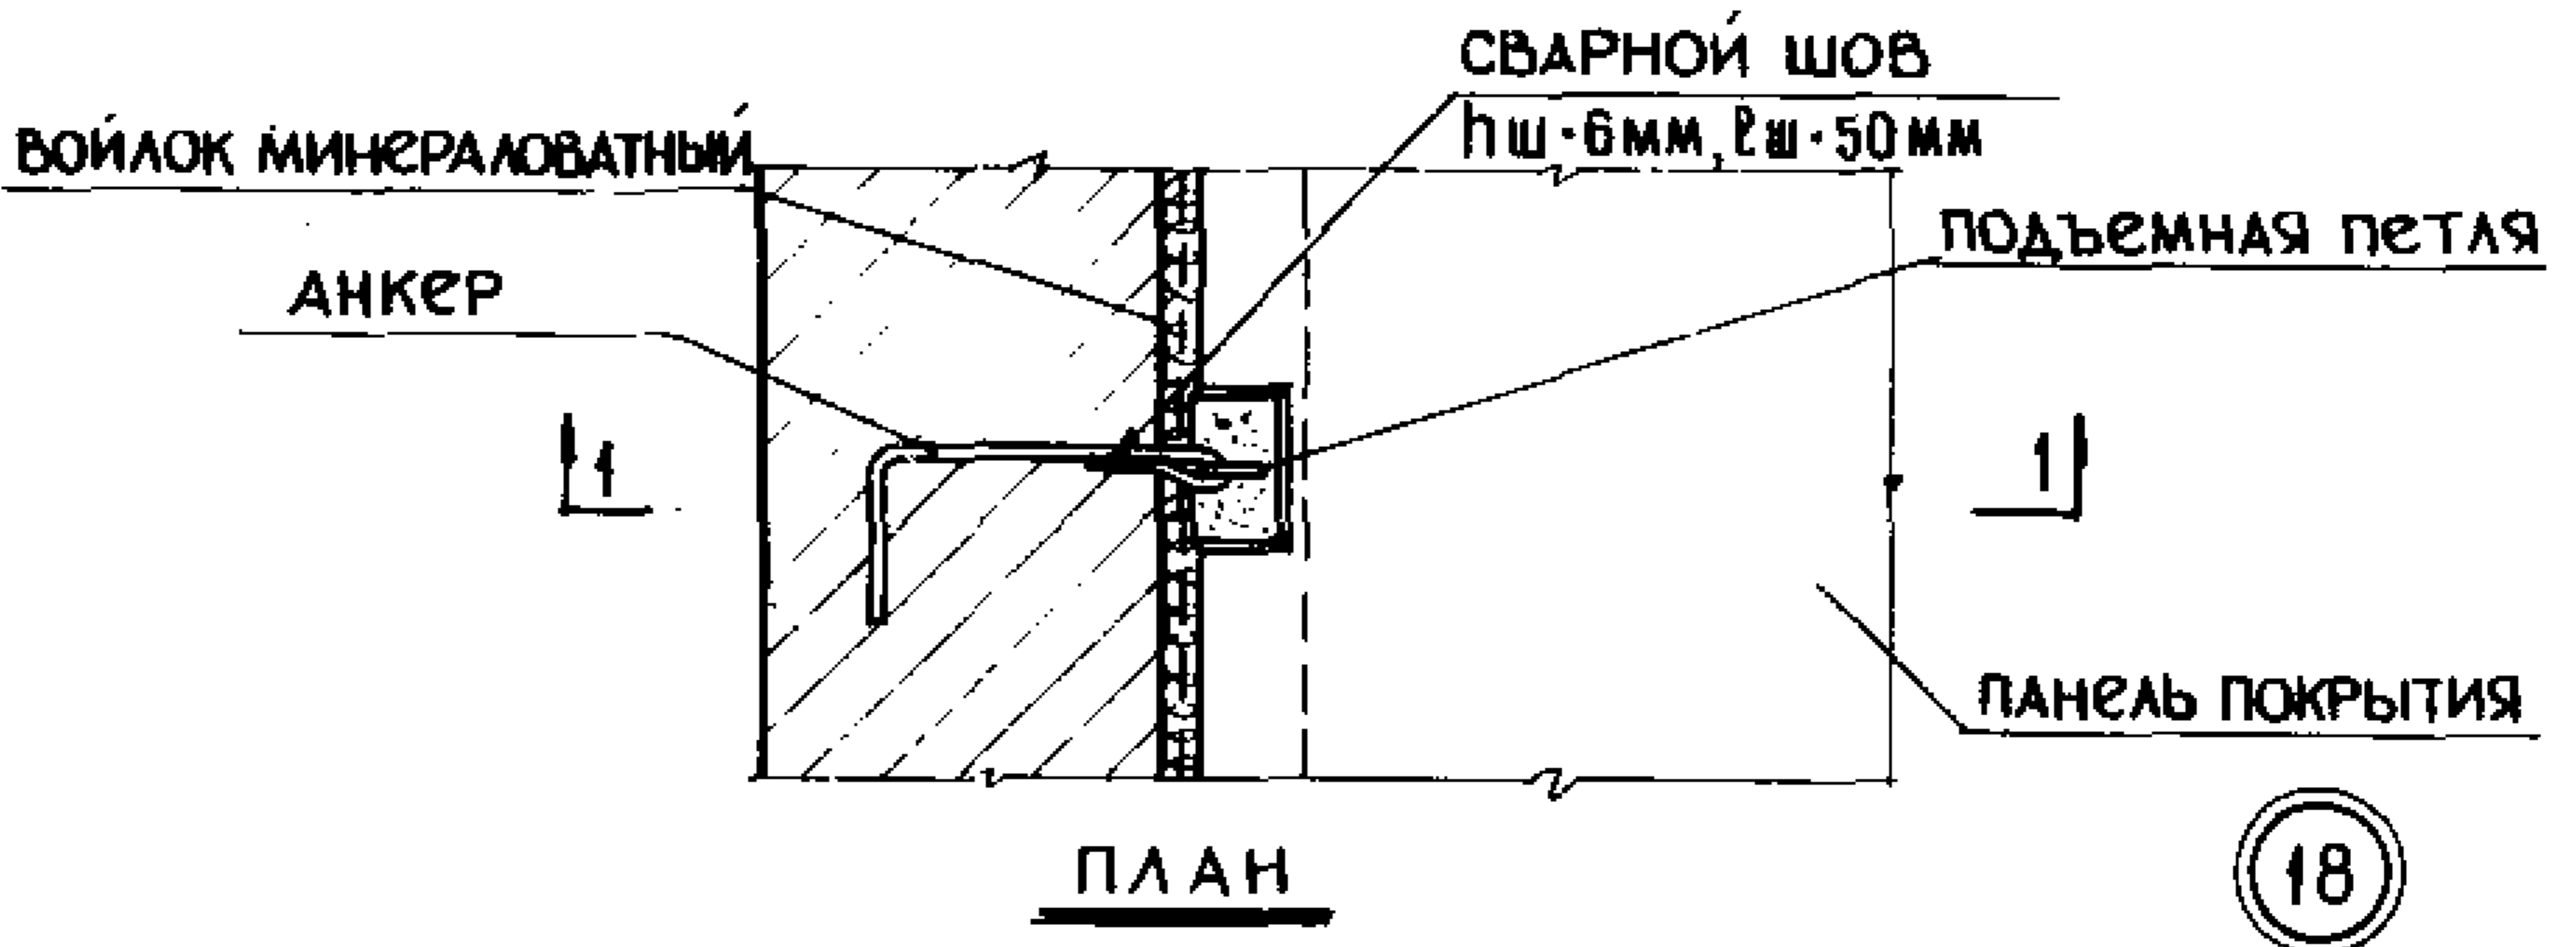 СВАРНОЙ ШОВ
hш·6мм, ℓш·50мм
ВОЙЛОК МИНЕРАЛОВАТНЫЙ
ПОДЪЕМНАЯ ПЕТЛЯ
АНКЕР
1
1
ПАНЕЛЬ ПОКРЫТИЯ
ПЛАН
18